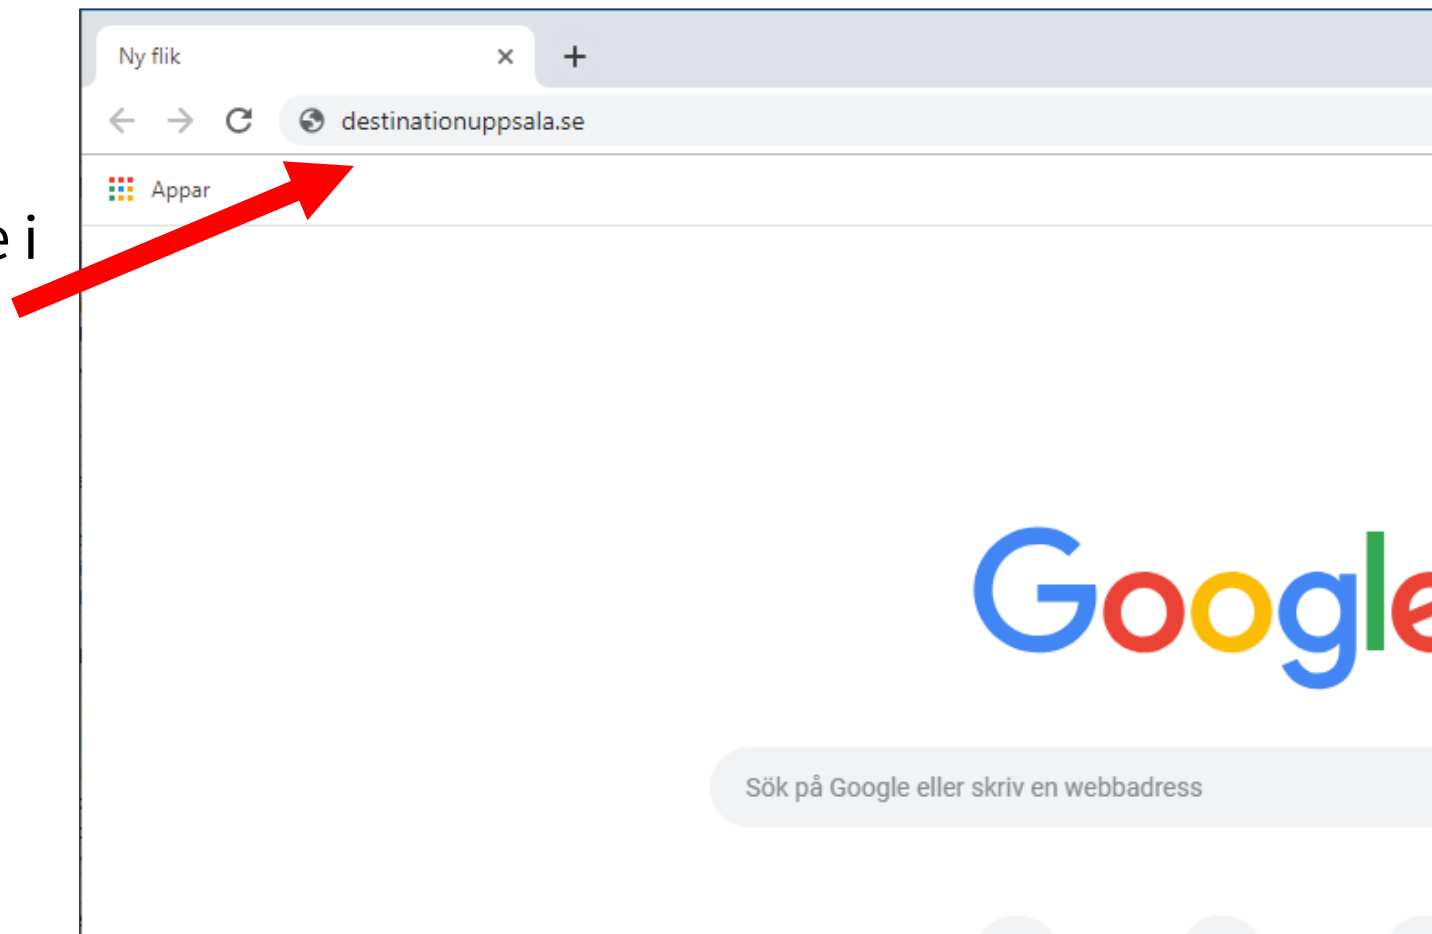 Ny flik
destinationuppsala.se
Appar
e i
Google
Sök på Google eller skriv en webbadress